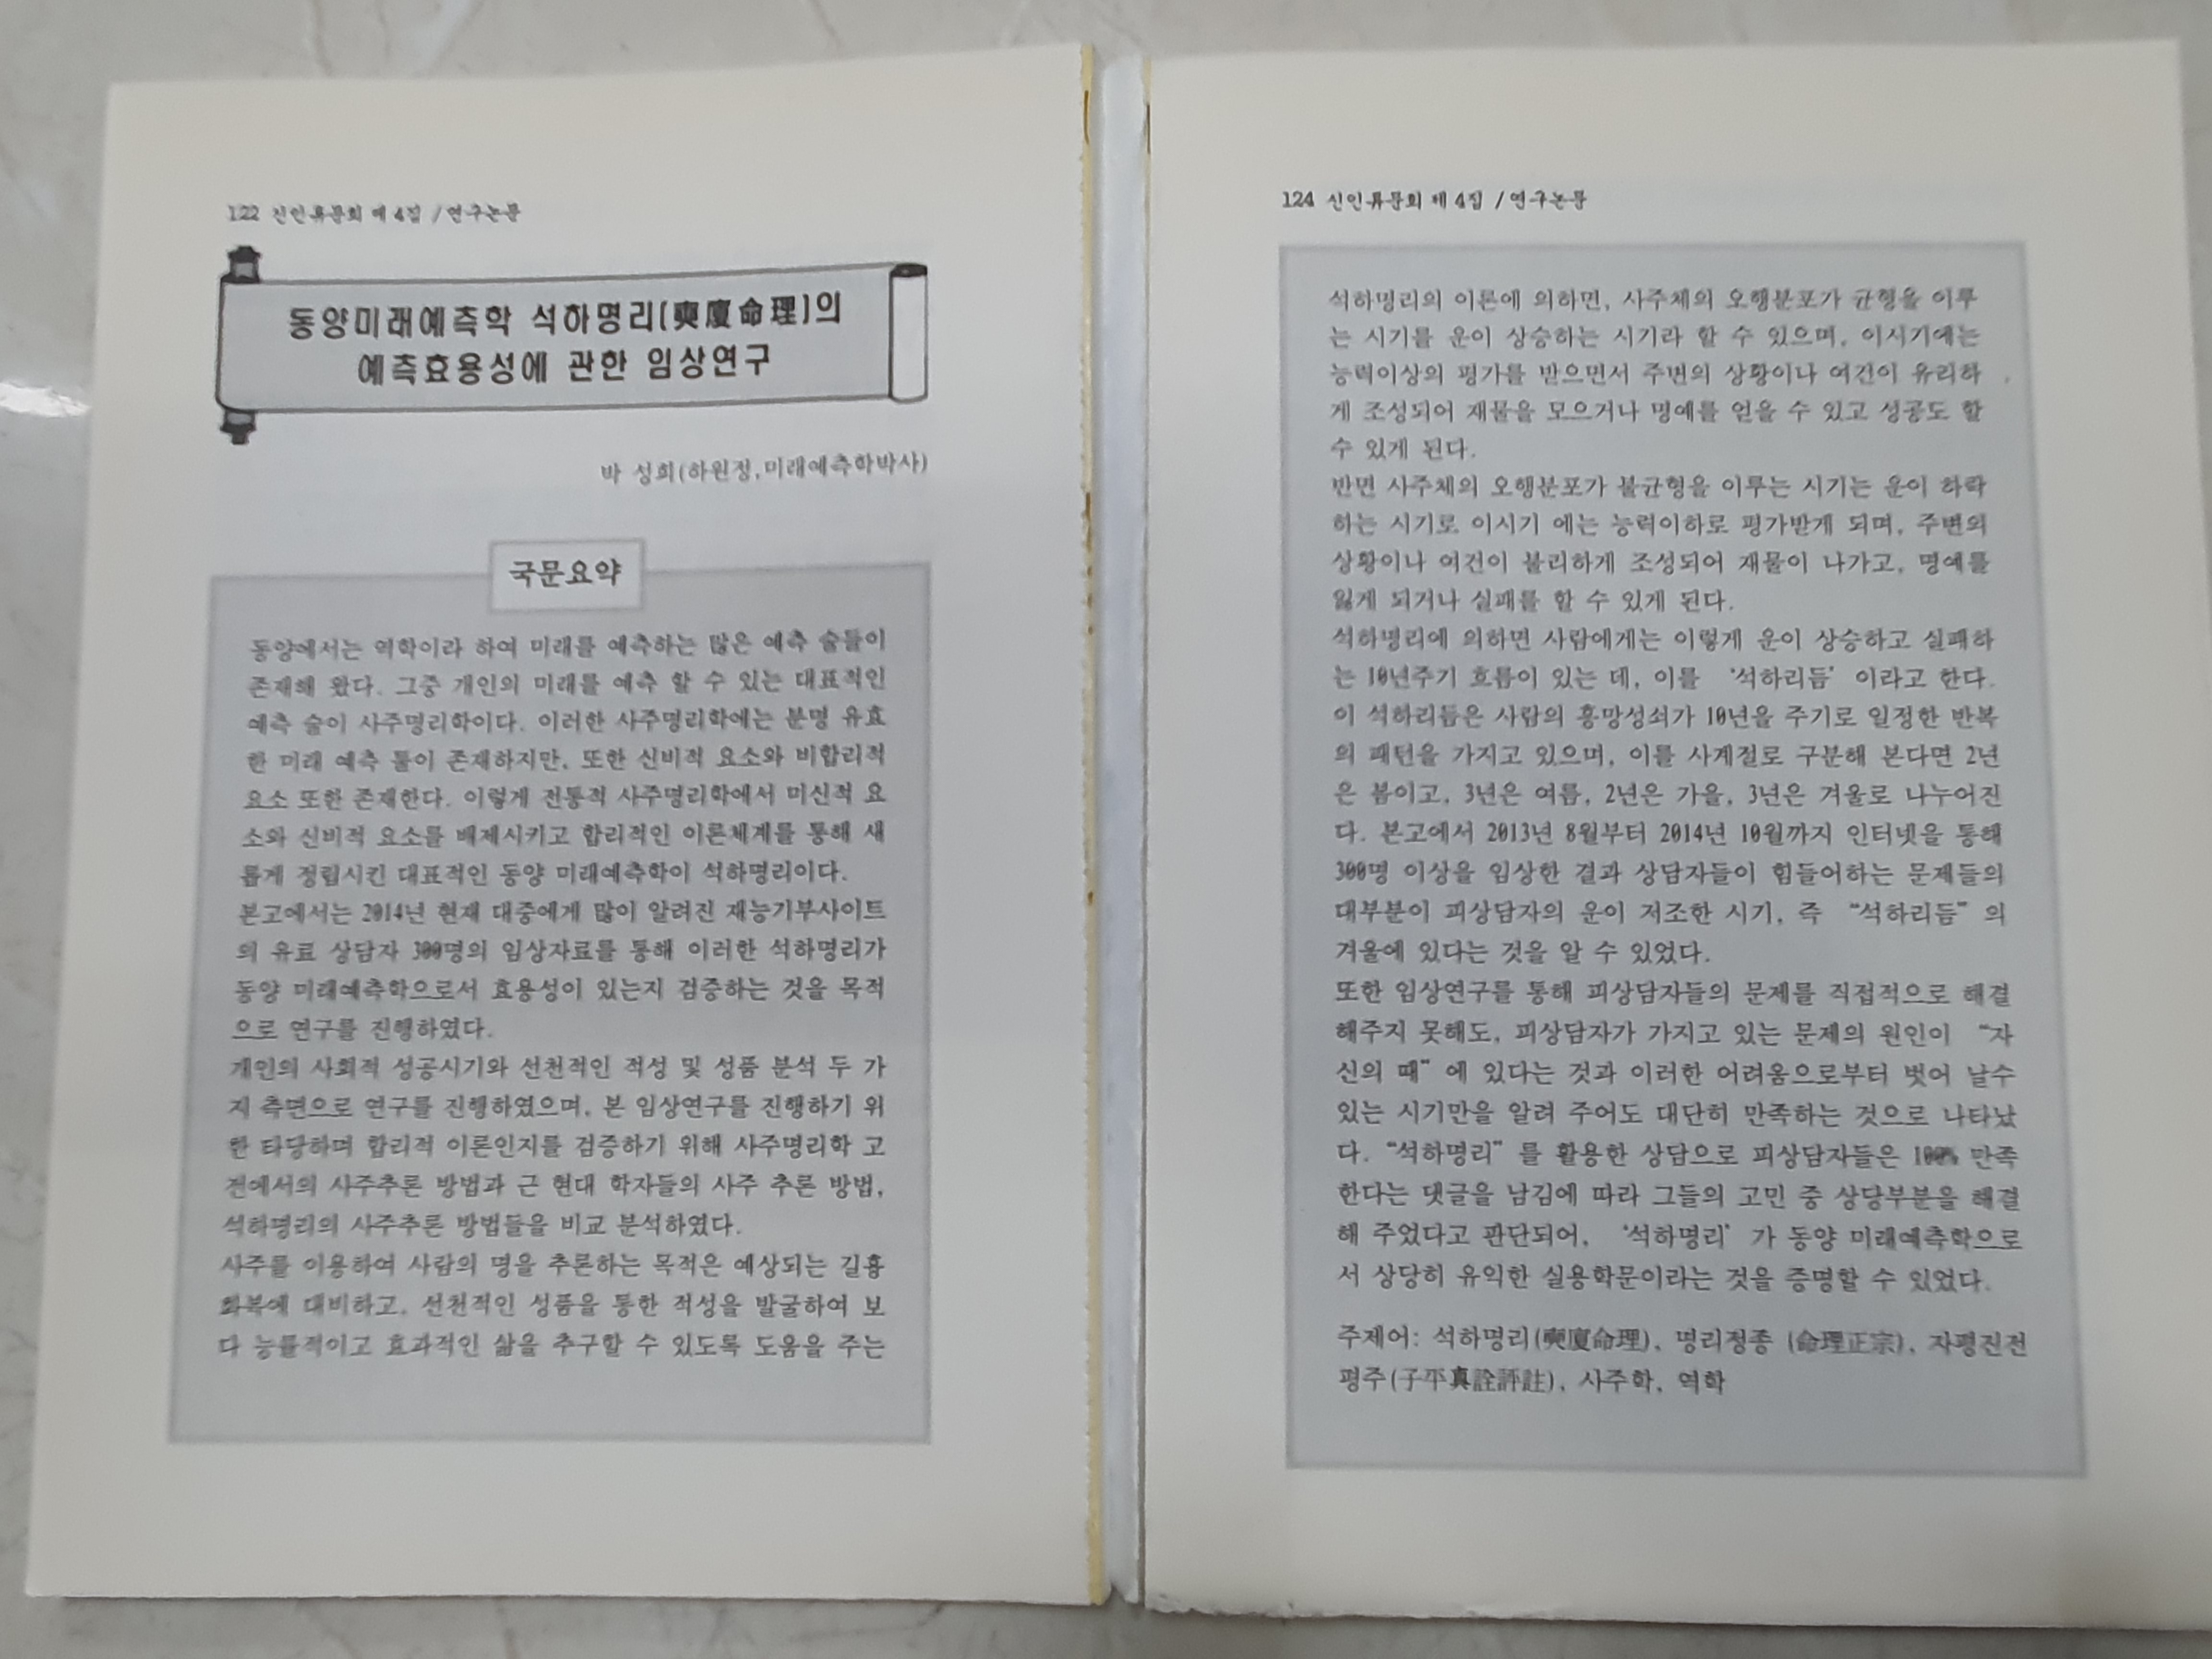 122 신인류문회 제 4집 /연구논문
동양미래예측학 석하명리(奭廈命理)의
예측효용성에 관한 임상연구
박 성희(하원정,미래예측학박사)
국문요약
동양에서는 역학이라 하여 미래를 예측하는 많은 예측 술들이
존재해 왔다. 그중 개인의 미래를 예측 할 수 있는 대표적인
예측 술이 사주명리학이다. 이러한 사주명리학에는 분명 유효
한 미래 예측 툴이 존재하지만, 또한 신비적 요소와 비합리적
요소 또한 존재한다. 이렇게 전통적 사주명리학에서 미신적 요
소와 신비적 요소를 배제시키고 합리적인 이론체계를 통해 새
롭게 정립시킨 대표적인 동양 미래예측학이 석하명리이다.
본고에서는 2014년 현재 대중에게 많이 알려진 재능기부사이트
의 유료 상담자 300명의 임상자료를 통해 이러한 석하명리가
동양 미래예측학으로서 효용성이 있는지 검증하는 것을 목적
으로 연구를 진행하였다.
개인의 사회적 성공시기와 선천적인 적성 및 성품 분석 두 가
지 측면으로 연구를 진행하였으며, 본 임상연구를 진행하기 위
한 타당하며 합리적 이론인지를 검증하기 위해 사주명리학 고
전에서의 사주추론 방법과 근 현대 학자들의 사주 추론 방법,
석하명리의 사주추론 방법들을 비교 분석하였다.
사주를 이용하여 사람의 명을 추론하는 목적은 예상되는 길흉
화복에 대비하고, 선천적인 성품을 통한 적성을 발굴하여 보
다 능률적이고 효과적인 삶을 추구할 수 있도록 도움을 주는
124 신인류문회 제 4집 /연구논문
석하명리의 이론에 의하면, 사주체의 오행분포가 균형을 이루
는 시기를 운이 상승하는 시기라 할 수 있으며, 이시기에는
능력이상의 평가를 받으면서 주변의 상황이나 여건이 유리하
게 조성되어 재물을 모으거나 명예를 얻을 수 있고 성공도 할
수 있게 된다.
반면 사주체의 오행분포가 불균형을 이루는 시기는 운이 하락
하는 시기로 이시기 에는 능력이하로 평가받게 되며, 주변의
상황이나 여건이 불리하게 조성되어 재물이 나가고, 명예를
잃게 되거나 실패를 할 수 있게 된다.
석하명리에 의하면 사람에게는 이렇게 운이 상승하고 실패하
는 10년주기 흐름이 있는 데, 이를 '석하리듬' 이라고 한다.
이 석하리듬은 사람의 흥망성쇠가 10년을 주기로 일정한 반복
의 패턴을 가지고 있으며, 이를 사계절로 구분해 본다면 2년
은 봄이고, 3년은 여름, 2년은 가을, 3년은 겨울로 나누어진
다. 본고에서 2013년 8월부터 2014년 10월까지 인터넷을 통해
300명 이상을 임상한 결과 상담자들이 힘들어하는 문제들의
대부분이 피상담자의 운이 저조한 시기, 즉 “석하리듬” 의
겨울에 있다는 것을 알 수 있었다.
또한 임상연구를 통해 피상담자들의 문제를 직접적으로 해결
해주지 못해도, 피상담자가 가지고 있는 문제의 원인이 “자
신의 때” 에 있다는 것과 이러한 어려움으로부터 벗어 날수
있는 시기만을 알려 주어도 대단히 만족하는 것으로 나타났
다. “석하명리” 를 활용한 상담으로 피상담자들은 100% 만족
한다는 댓글을 남김에 따라 그들의 고민 중 상당부분을 해결
해 주었다고 판단되어, '석하명리' 가 동양 미래예측학으로
서 상당히 유익한 실용학문이라는 것을 증명할 수 있었다.
주제어: 석하명리(奭廈命理), 명리정종 (命理正宗), 자평진전
평주(子平真詮評註), 사주학, 역학